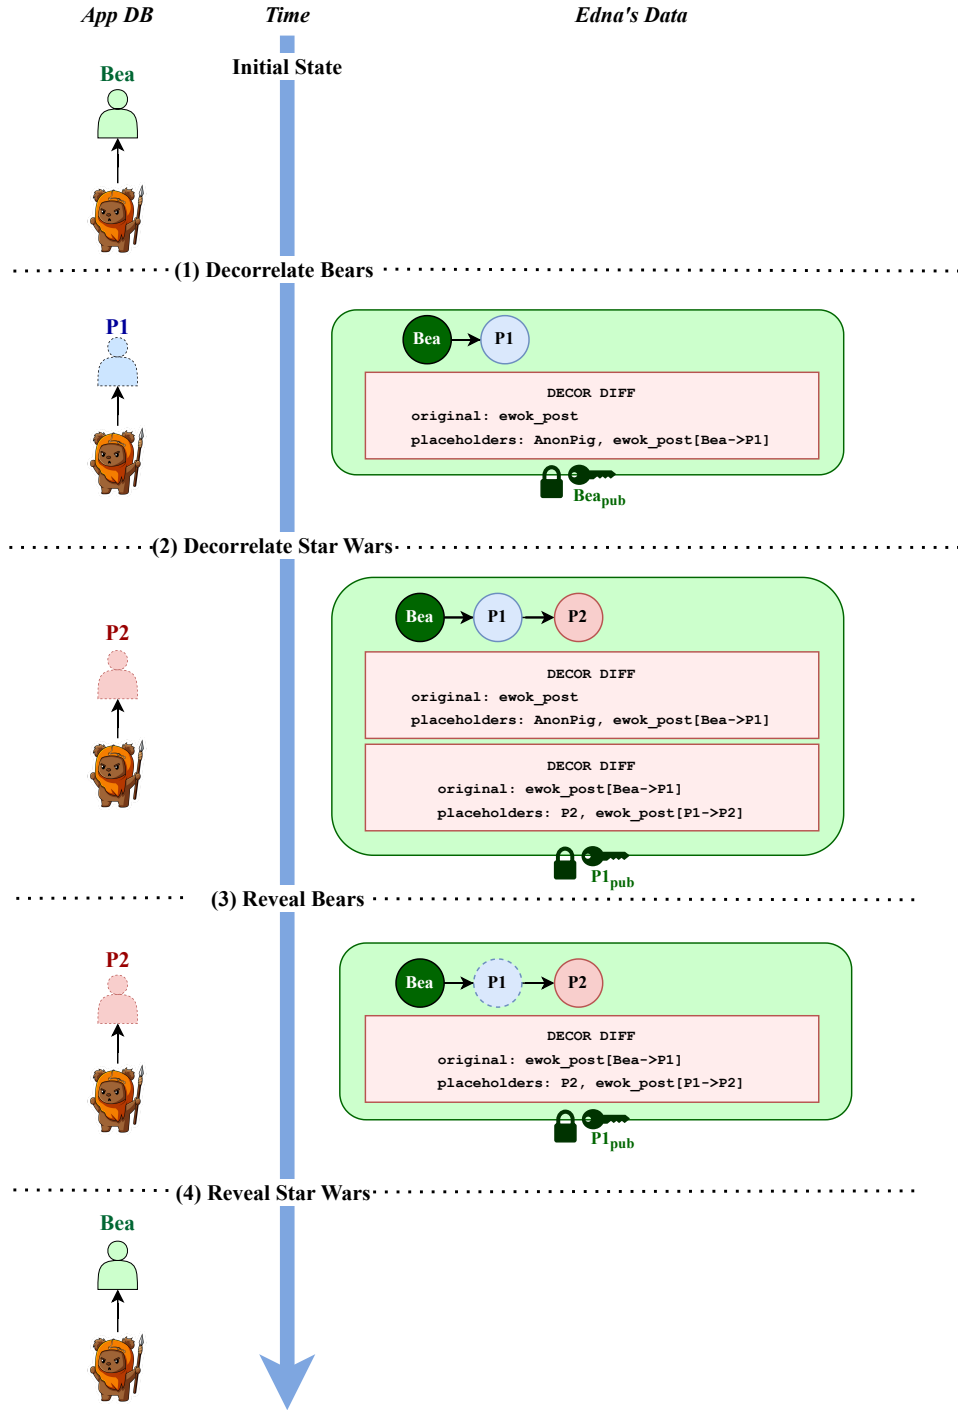 App DB Time Edna's Data
Initial State
Bea
(1) Decorrelate Bears
P1
Bea P1
DECOR DIFF
original: ewok_post
placeholders: AnonPig, ewok_post[Bea->P1]
Bea_pub
(2) Decorrelate Star Wars
P2
Bea P1 P2
DECOR DIFF
original: ewok_post
placeholders: AnonPig, ewok_post[Bea->P1]
DECOR DIFF
original: ewok_post[Bea->P1]
placeholders: P2, ewok_post[P1->P2]
P1_pub
(3) Reveal Bears
P2
Bea P1 P2
DECOR DIFF
original: ewok_post[Bea->P1]
placeholders: P2, ewok_post[P1->P2]
P1_pub
(4) Reveal Star Wars
Bea